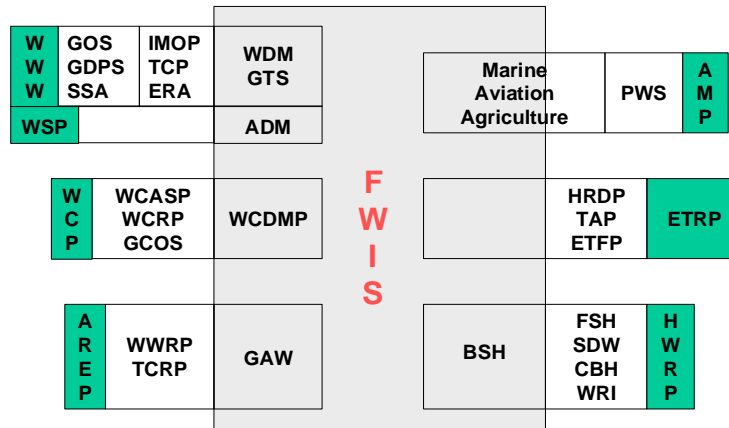 W
W
W
GOS
GDPS
SSA
IMOP
TCP
ERA
WDM
GTS
WSP
ADM
Marine
Aviation
Agriculture
PWS
A
M
P
W
C
P
WCASP
WCRP
GCOS
WCDMP
F
W
I
S
HRDP
TAP
ETFP
ETRP
A
R
E
P
WWRP
TCRP
GAW
BSH
FSH
SDW
CBH
WRI
H
W
R
P